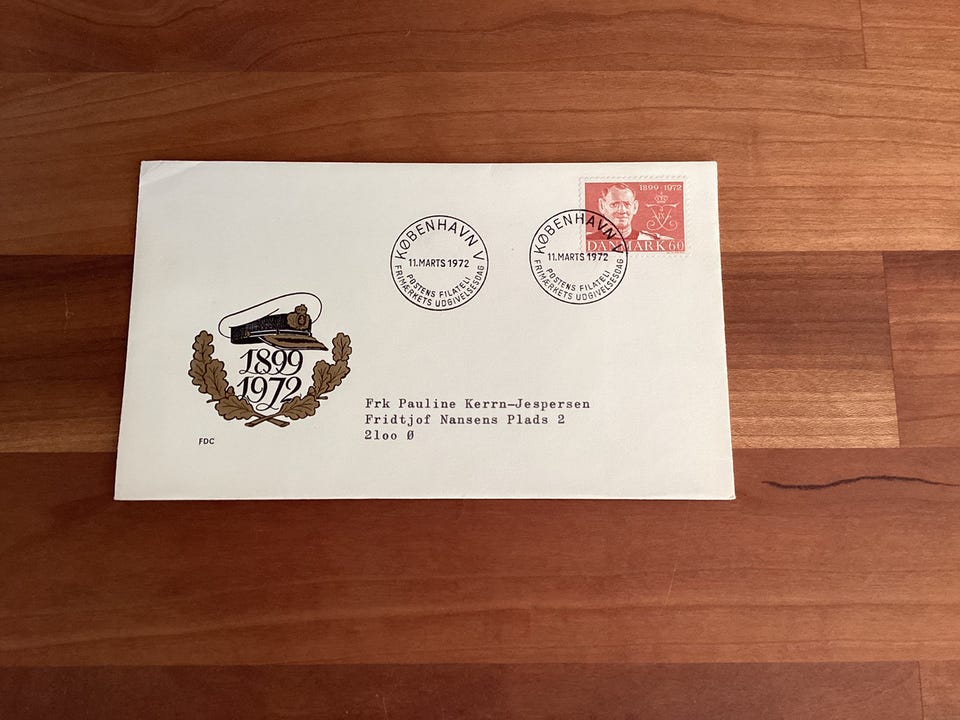 1899·1972
DANMARK 60
KØBENHAVN V
11.MARTS 1972
POSTENS FILATELI
FRIMÆRKETS UDGIVELSESDAG
KØBENHAVN V
11.MARTS 1972
POSTENS FILATELI
FRIMÆRKETS UDGIVELSESDAG
1899
1972
FDC
Frk Pauline Kerrn-Jespersen
Fridtjof Nansens Plads 2
21oo Ø